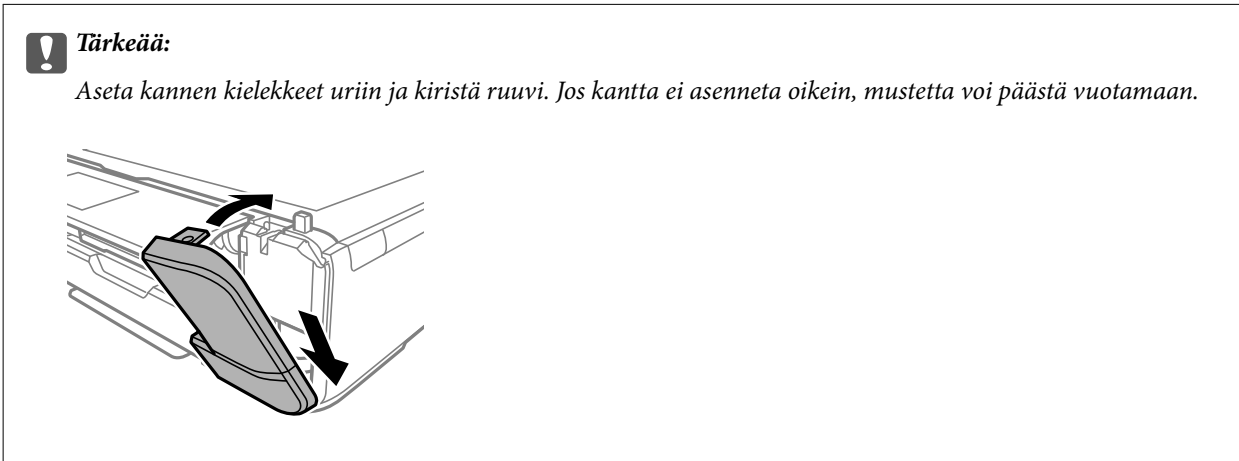 Tärkeää:
Aseta kannen kielekkeet uriin ja kiristä ruuvi. Jos kantta ei asenneta oikein, mustetta voi päästä vuotamaan.